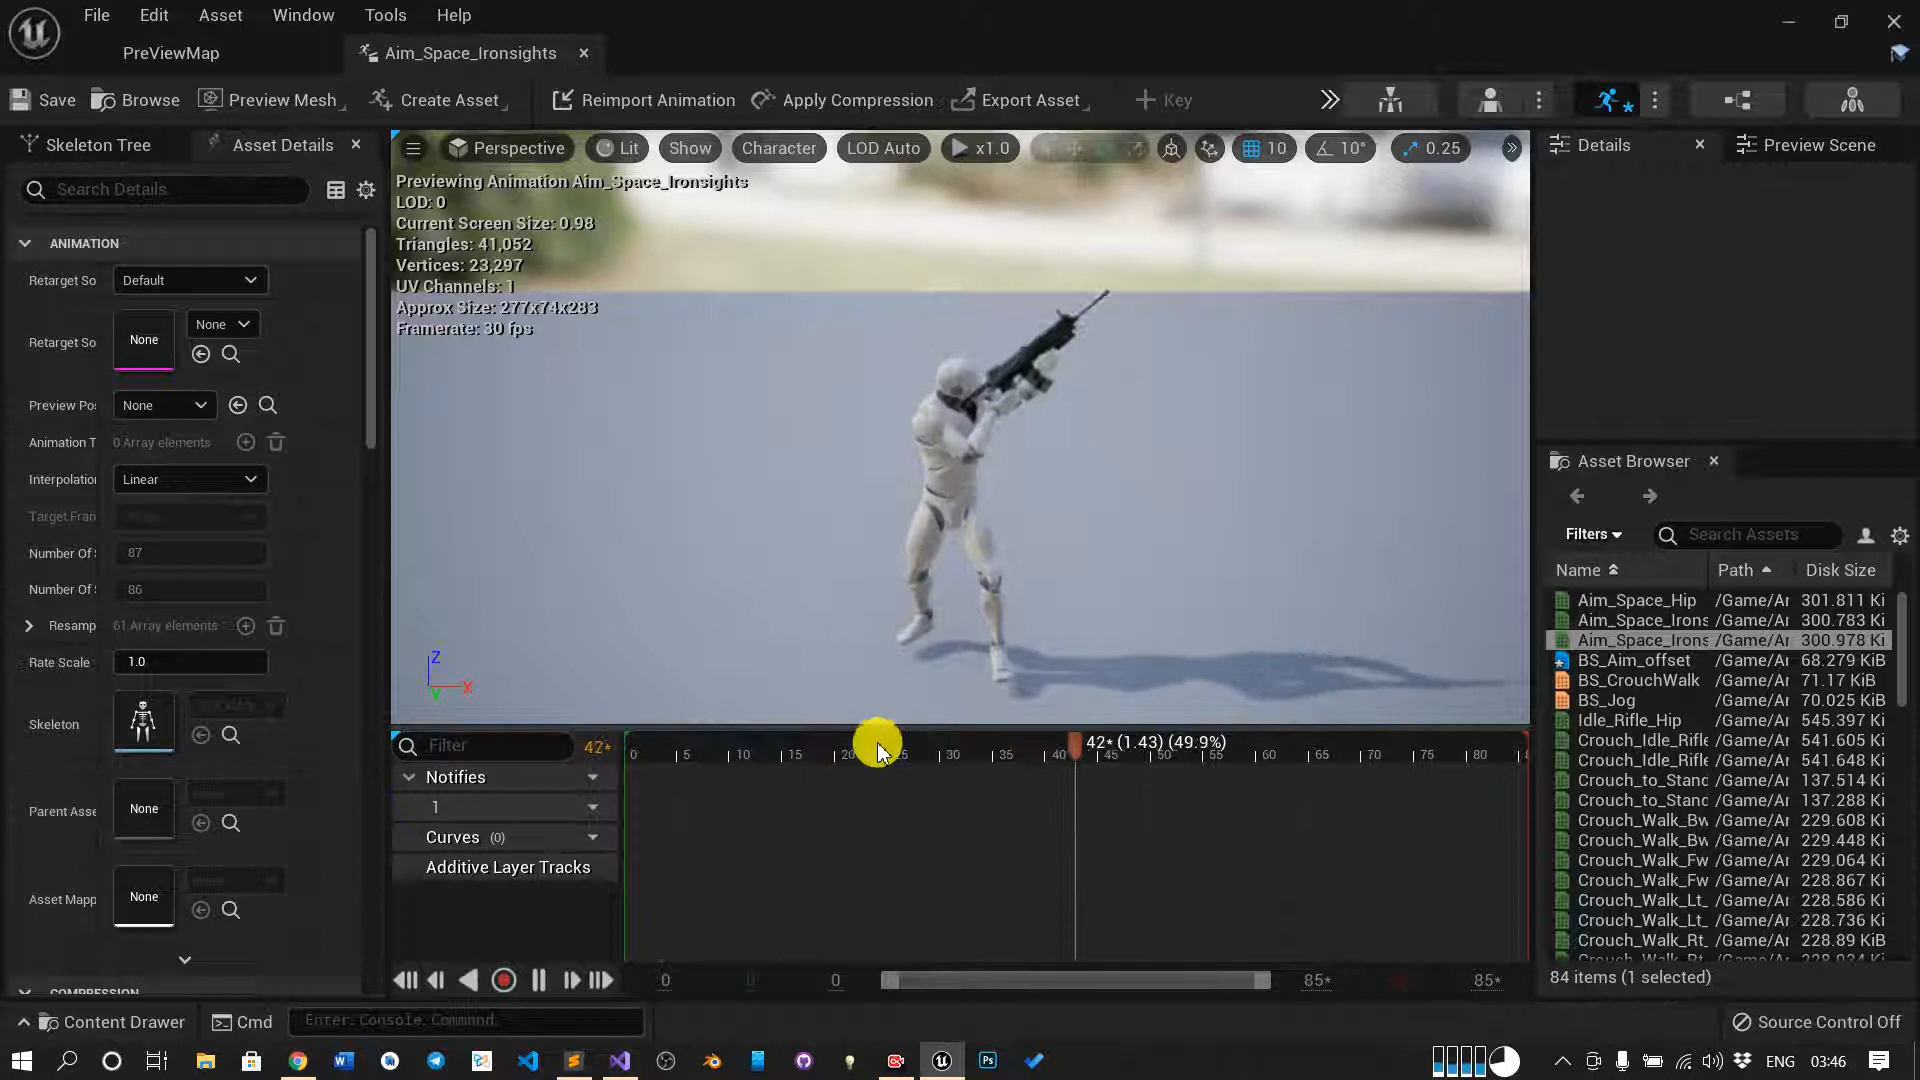 File Edit Asset Window Tools Help
PreViewMap
Aim_Space_Ironsights
Save Browse Preview Mesh Create Asset Reimport Animation Apply Compression Export Asset Key
Skeleton Tree Asset Details
Search Details
ANIMATION
Retarget So Default
Retarget So None None
Preview Po: None
Animation T 0 Array elements
Interpolation Linear
Target Fran
Number Of : 87
Number Of : 86
Resamp 61 Array elements
Rate Scale 1.0
Skeleton
Parent Asse None
Asset Mapp None
COMPRESSION
Perspective Lit Show Character LOD Auto x1.0 10 10° 0.25
Previewing Animation Aim_Space_Ironsights
LOD: 0
Current Screen Size: 0.98
Triangles: 41,052
Vertices: 23,297
UV Channels: 1
Approx Size: 277x74x283
Framerate: 30 fps
Z
X
Y
Filter 42*
42* (1.43) (49.9%)
0 5 10 15 20 25 30 35 40 45 50 55 60 65 70 75 80 8
Notifies
1
Curves (0)
Additive Layer Tracks
0 0 0 85* 85*
Details Preview Scene
Asset Browser
Filters Search Assets
Name Path Disk Size
Aim_Space_Hip /Game/Ar 301.811 Ki
Aim_Space_Irons /Game/Ar 300.783 Ki
Aim_Space_Irons /Game/Ar 300.978 Ki
BS_Aim_offset /Game/Ar 68.279 KiB
BS_CrouchWalk /Game/Ar 71.17 KiB
BS_Jog /Game/Ar 70.025 KiB
Idle_Rifle_Hip /Game/Ar 545.397 Ki
Crouch_Idle_Rifle /Game/Ar 541.605 Ki
Crouch_Idle_Rifle /Game/Ar 541.648 Ki
Crouch_to_Stand /Game/Ar 137.514 Ki
Crouch_to_Stand /Game/Ar 137.288 Ki
Crouch_Walk_Bw /Game/Ar 229.608 Ki
Crouch_Walk_Bw /Game/Ar 229.448 Ki
Crouch_Walk_Fw /Game/Ar 229.064 Ki
Crouch_Walk_Fw /Game/Ar 228.867 Ki
Crouch_Walk_Lt_ /Game/Ar 228.586 Ki
Crouch_Walk_Lt_ /Game/Ar 228.736 Ki
Crouch_Walk_Rt_ /Game/Ar 228.89 KiB
84 items (1 selected)
Content Drawer Cmd Enter Console Command Source Control Off
ENG 03:46